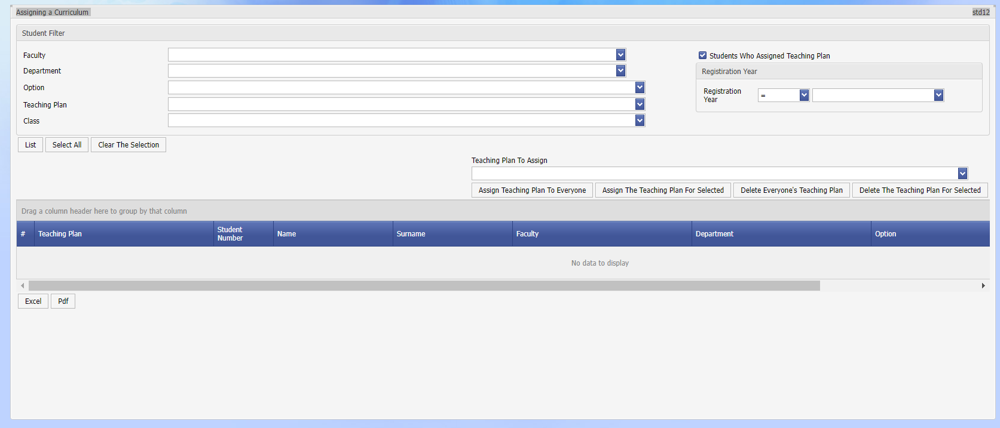 Assigning a Curriculum
std12
Student Filter
Faculty
Department
Option
Teaching Plan
Class
Students Who Assigned Teaching Plan
Registiration Year
Registration
Year
=
List
Select All
Clear The Selection
Teaching Plan To Assign
Assign Teaching Plan To Everyone
Assign The Teaching Plan For Selected
Delete Everyone's Teaching Plan
Delete The Teaching Plan For Selected
Drag a column header here to group by that column
#
Teaching Plan
Student
Number
Name
Surname
Faculty
Department
Option
No data to display
Excel
Pdf